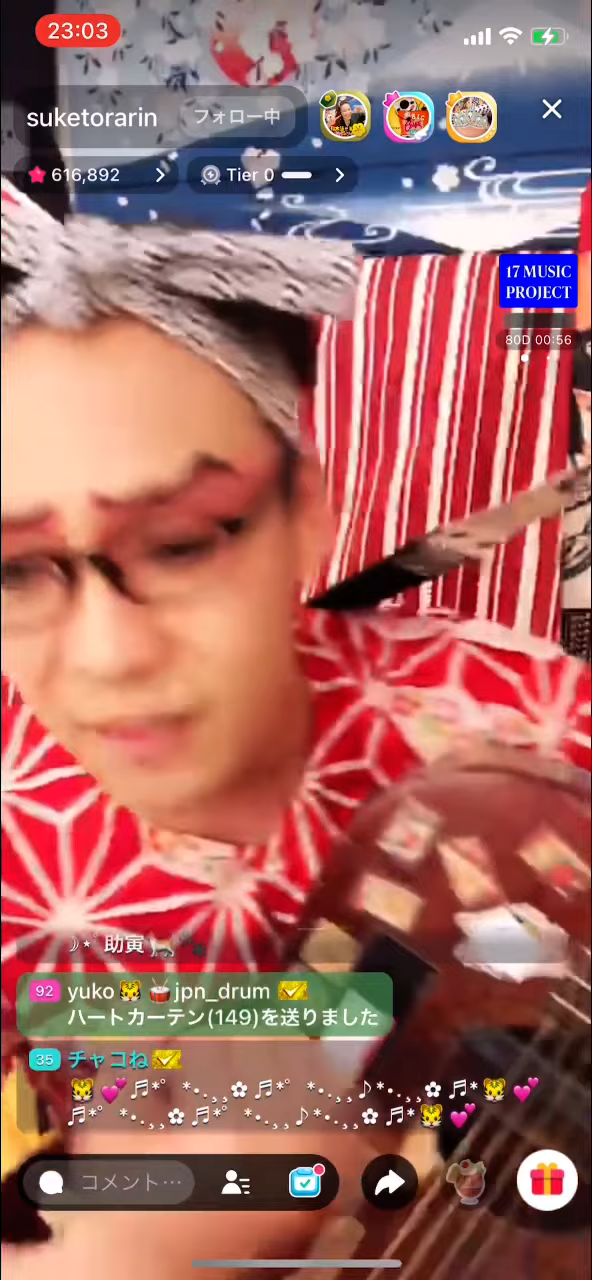 23:03
suketorarin フォロー中
616,892
Tier 0
17 MUSIC
PROJECT
80D 00:56
助寅
92 yuko🐯🥁jpn_drum
ハートカーテン(149)を送りました
35 チャコね
🐯💕♬*ﾟ *•.¸¸✿♬*ﾟ *•.¸¸♪*•.¸¸✿♬*🐯💕
♬*ﾟ *•.¸¸✿♬*ﾟ *•.¸¸♪*•.¸¸✿♬*🐯💕
コメント…